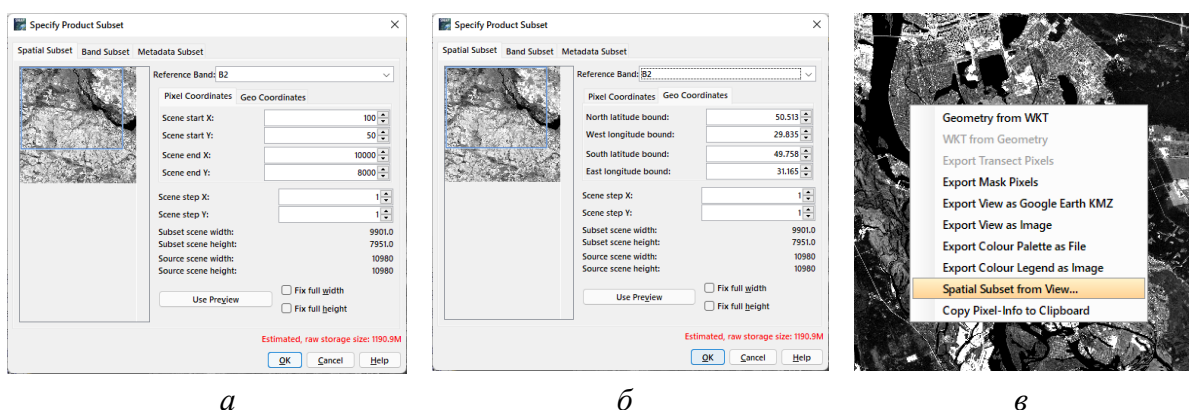 Specify Product Subset
Spatial Subset Band Subset Metadata Subset
Reference Band: B2
Pixel Coordinates Geo Coordinates
Scene start X: 100
Scene start Y: 50
Scene end X: 10000
Scene end Y: 8000
Scene step X: 1
Scene step Y: 1
Subset scene width: 9901.0
Subset scene height: 7951.0
Source scene width: 10980
Source scene height: 10980
Use Preview
Fix full width
Fix full height
Estimated, raw storage size: 1190.9M
OK Cancel Help
а
Specify Product Subset
Spatial Subset Band Subset Metadata Subset
Reference Band: B2
Pixel Coordinates Geo Coordinates
North latitude bound: 50.513
West longitude bound: 29.835
South latitude bound: 49.758
East longitude bound: 31.165
Scene step X: 1
Scene step Y: 1
Subset scene width: 9901.0
Subset scene height: 7951.0
Source scene width: 10980
Source scene height: 10980
Use Preview
Fix full width
Fix full height
Estimated, raw storage size: 1190.9M
OK Cancel Help
б
Geometry from WKT
WKT from Geometry
Export Transect Pixels
Export Mask Pixels
Export View as Google Earth KMZ
Export View as Image
Export Colour Palette as File
Export Colour Legend as Image
Spatial Subset from View...
Copy Pixel-Info to Clipboard
в